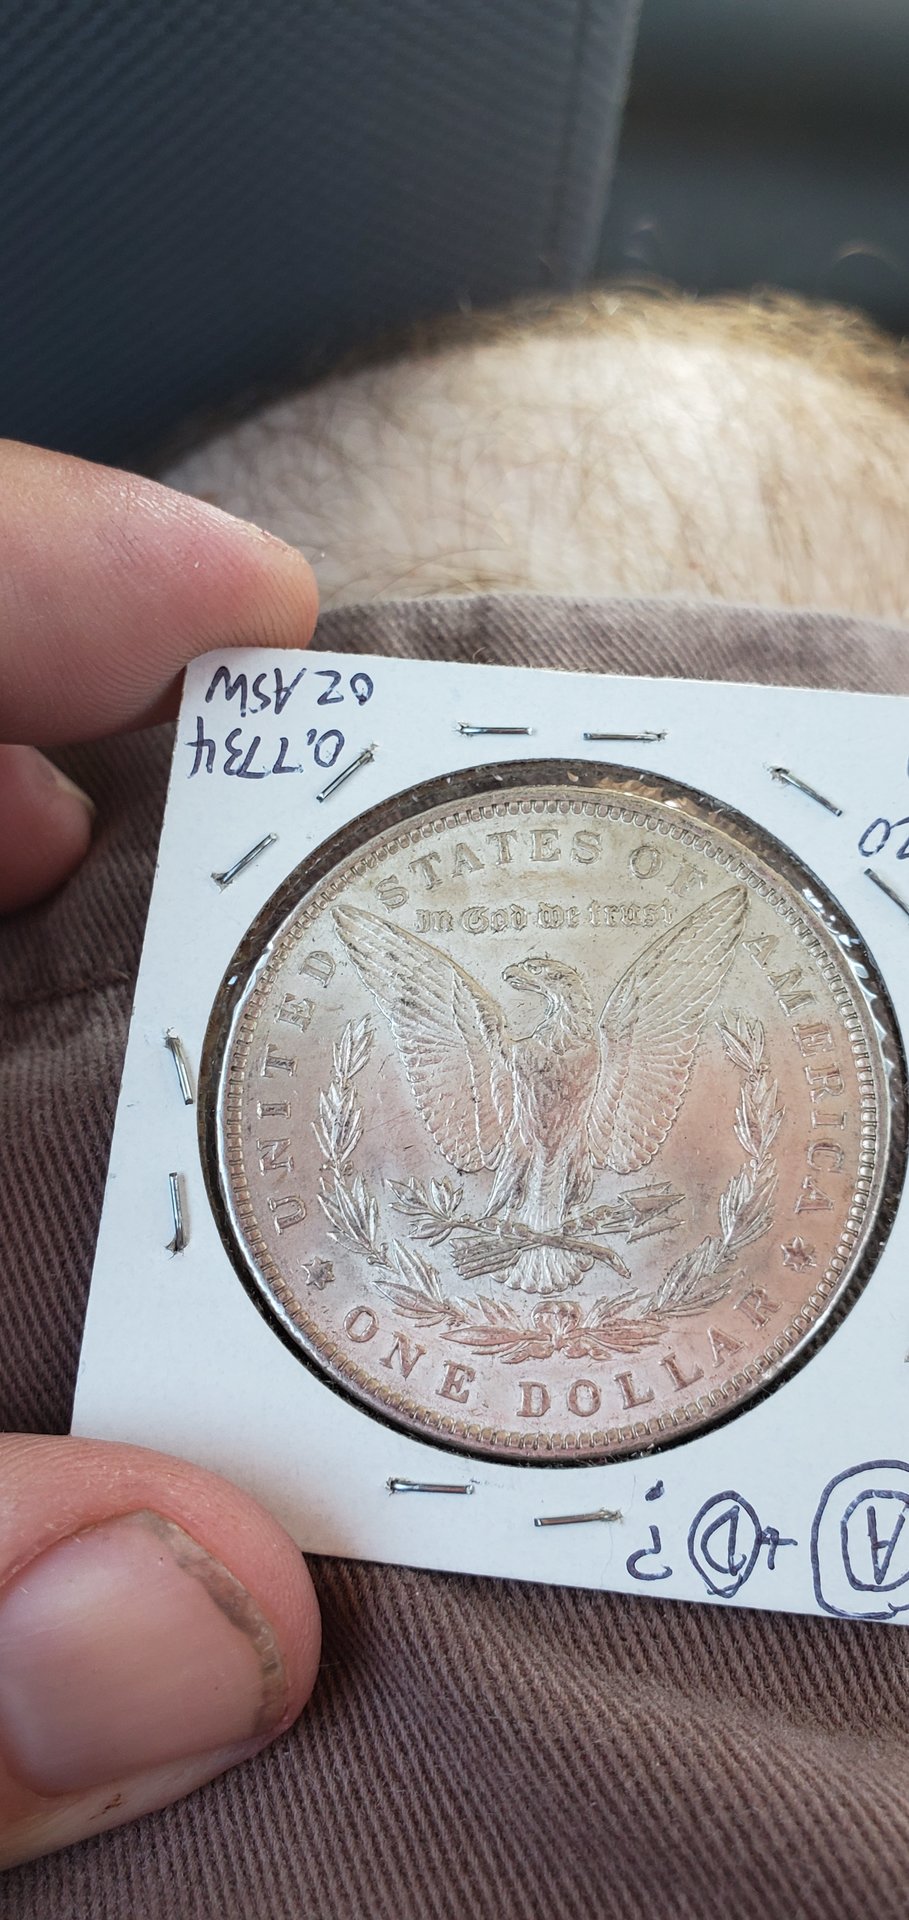 0.7734
OZ ASW
STATES OF
In God we trust
UNITED
AMERICA
ONE DOLLAR
A
+ D ?